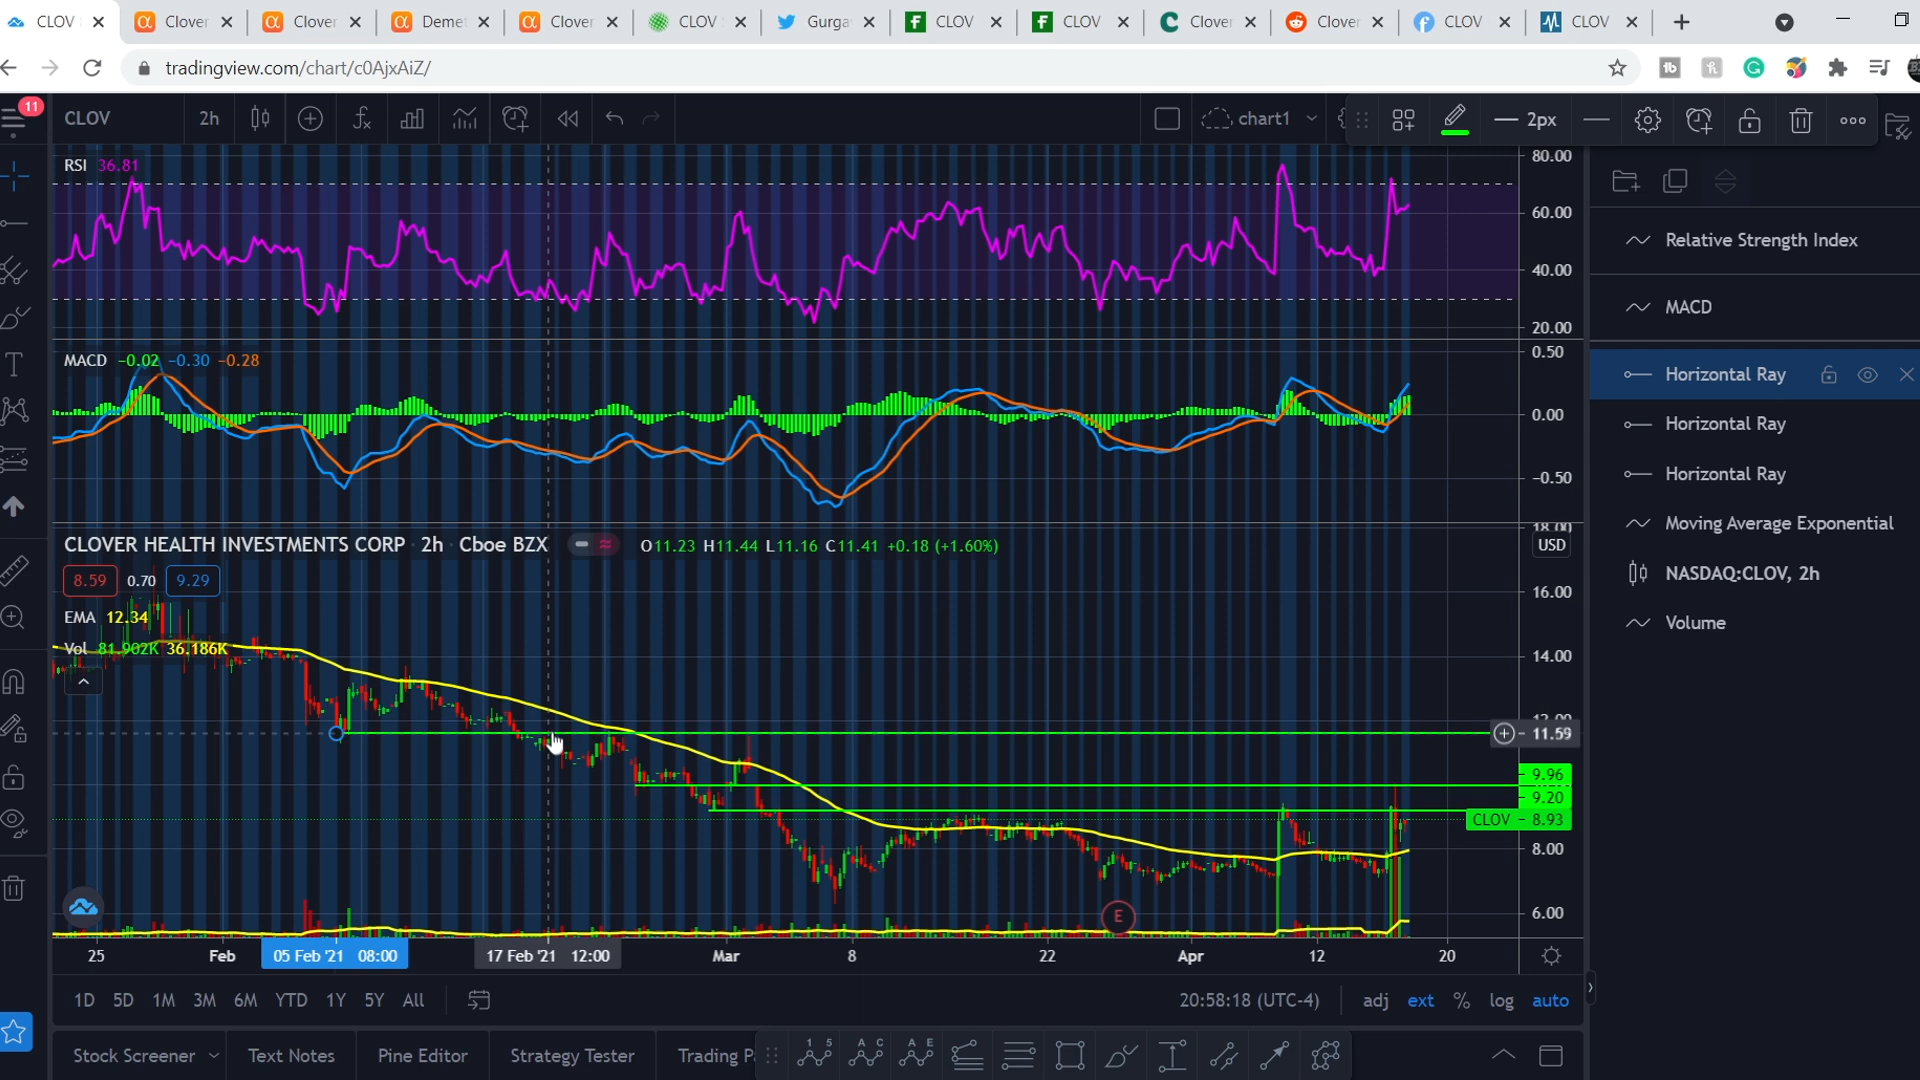 CLOV
Clover
Clover
Deme
Clover
CLOV S
Gurga
CLOV
CLOV
Clover
Clover
CLOV
CLOV
tradingview.com/chart/c0AjxAiZ/
11
CLOV
2h
chart1
2px
RSI 36.81
80.00
60.00
40.00
20.00
Relative Strength Index
MACD
Horizontal Ray
Horizontal Ray
Horizontal Ray
Moving Average Exponential
NASDAQ:CLOV, 2h
Volume
MACD −0.02 −0.30 −0.28
0.50
0.00
−0.50
CLOVER HEALTH INVESTMENTS CORP · 2h · Cboe BZX
O11.23 H11.44 L11.16 C11.41 +0.18 (+1.60%)
8.59 0.70 9.29
EMA 12.34
Vol 81.902K 36.186K
18.00
USD
16.00
14.00
12.00
11.59
9.96
9.20
CLOV 8.93
8.00
6.00
E
25 Feb 05 Feb '21 08:00 17 Feb '21 12:00 Mar 8 22 Apr 12 20
1D 5D 1M 3M 6M YTD 1Y 5Y All
20:58:18 (UTC-4) adj ext % log auto
Stock Screener Text Notes Pine Editor Strategy Tester Trading P
1 5
A C
A E